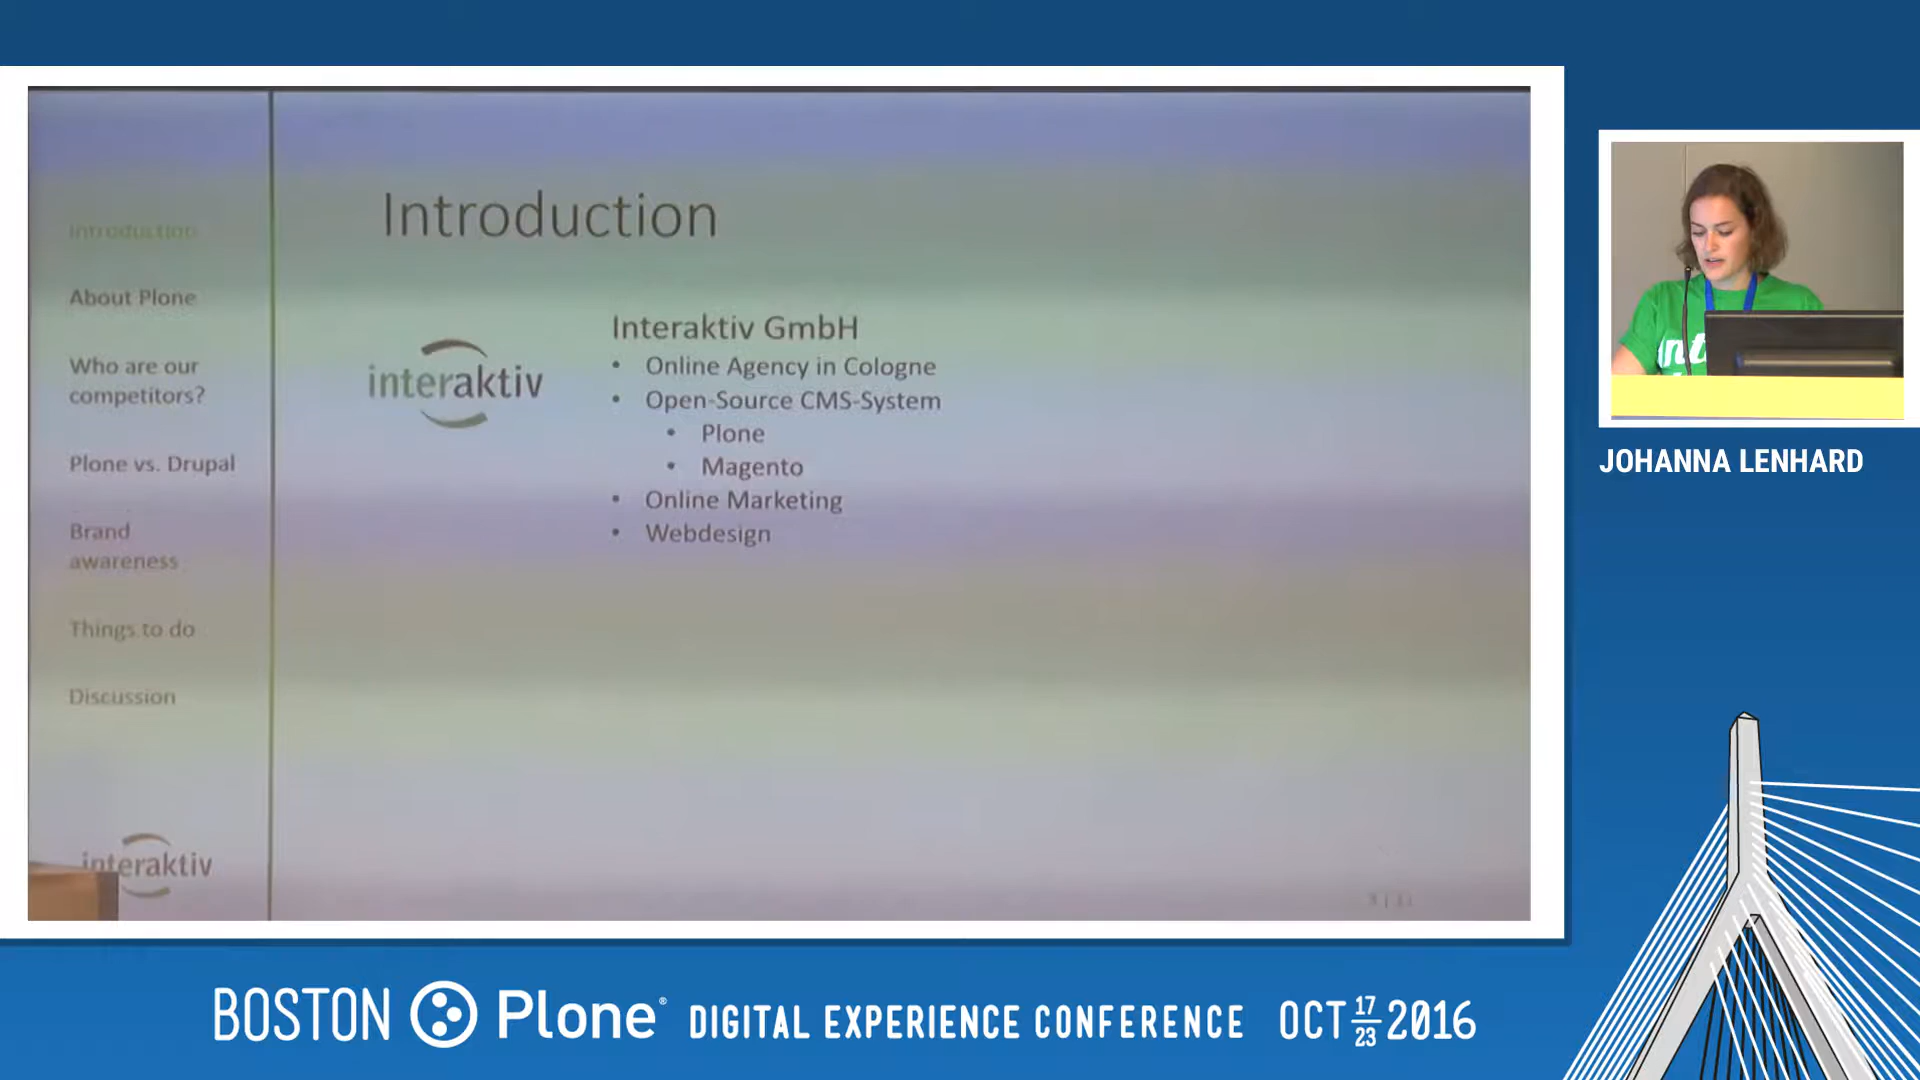 Introduction
About Plone
Who are our
competitors?
Plone vs. Drupal
Brand
awareness
Things to do
Discussion
interaktiv
Introduction
interaktiv
Interaktiv GmbH
• Online Agency in Cologne
• Open-Source CMS-System
• Plone
• Magento
• Online Marketing
• Webdesign
JOHANNA LENHARD
BOSTON Plone® DIGITAL EXPERIENCE CONFERENCE OCT 17 23 2016